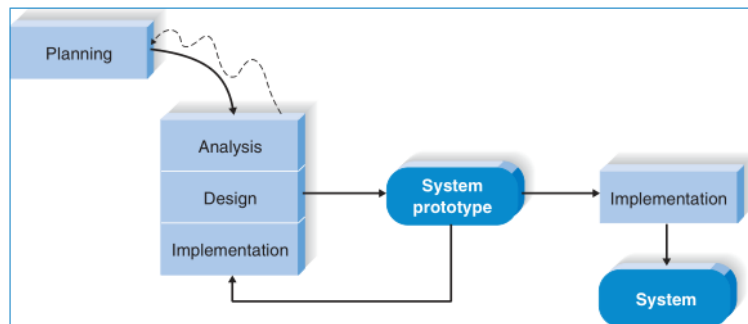 Planning
Analysis
Design
Implementation
System
prototype
Implementation
System